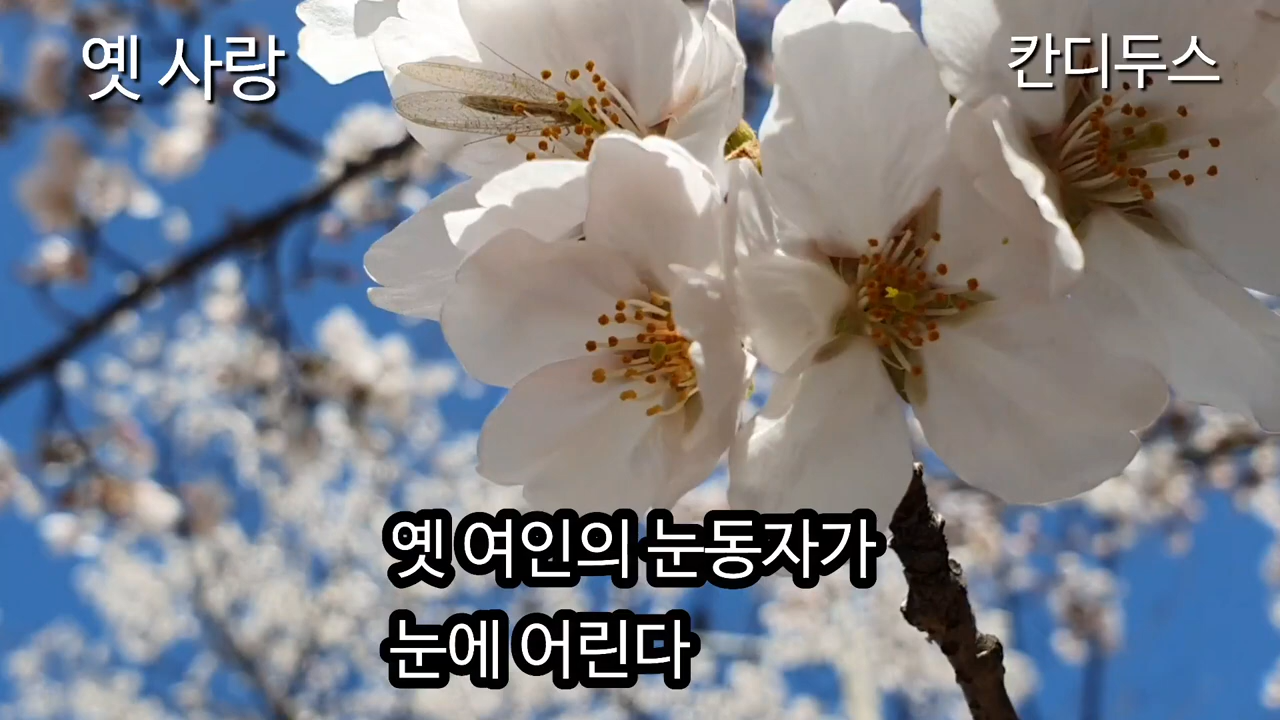 옛 사랑
칸디두스
옛 여인의 눈동자가
눈에 어린다